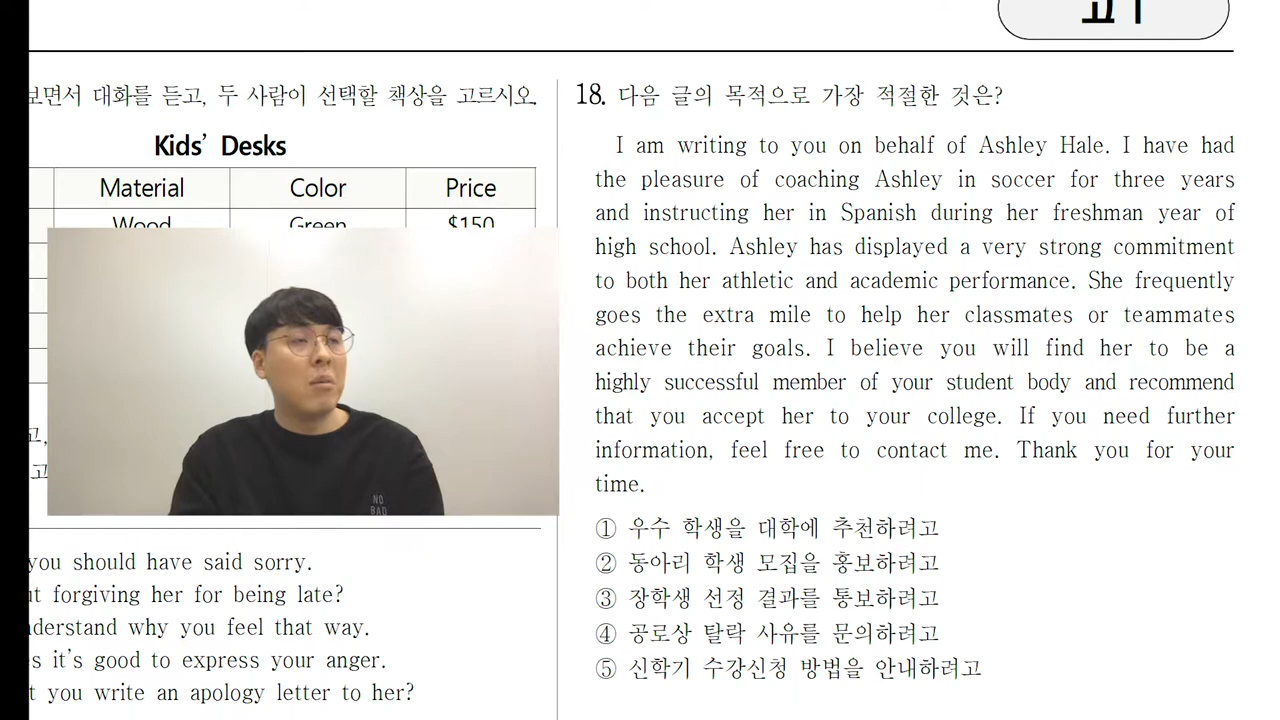 고1
보면서 대화를 듣고, 두 사람이 선택할 책상을 고르시오.
Kids' Desks
Material Color Price
Wood Green $150
고,
고
NO
BAD
you should have said sorry.
forgiving her for being late?
why you feel that way.
it's good to express your anger.
you write an apology letter to her?
18. 다음 글의 목적으로 가장 적절한 것은?
I am writing to you on behalf of Ashley Hale. I have had
the pleasure of coaching Ashley in soccer for three years
and instructing her in Spanish during her freshman year of
high school. Ashley has displayed a very strong commitment
to both her athletic and academic performance. She frequently
goes the extra mile to help her classmates or teammates
achieve their goals. I believe you will find her to be a
highly successful member of your student body and recommend
that you accept her to your college. If you need further
information, feel free to contact me. Thank you for your
time.
① 우수 학생을 대학에 추천하려고
② 동아리 학생 모집을 홍보하려고
③ 장학생 선정 결과를 통보하려고
④ 공로상 탈락 사유를 문의하려고
⑤ 신학기 수강신청 방법을 안내하려고